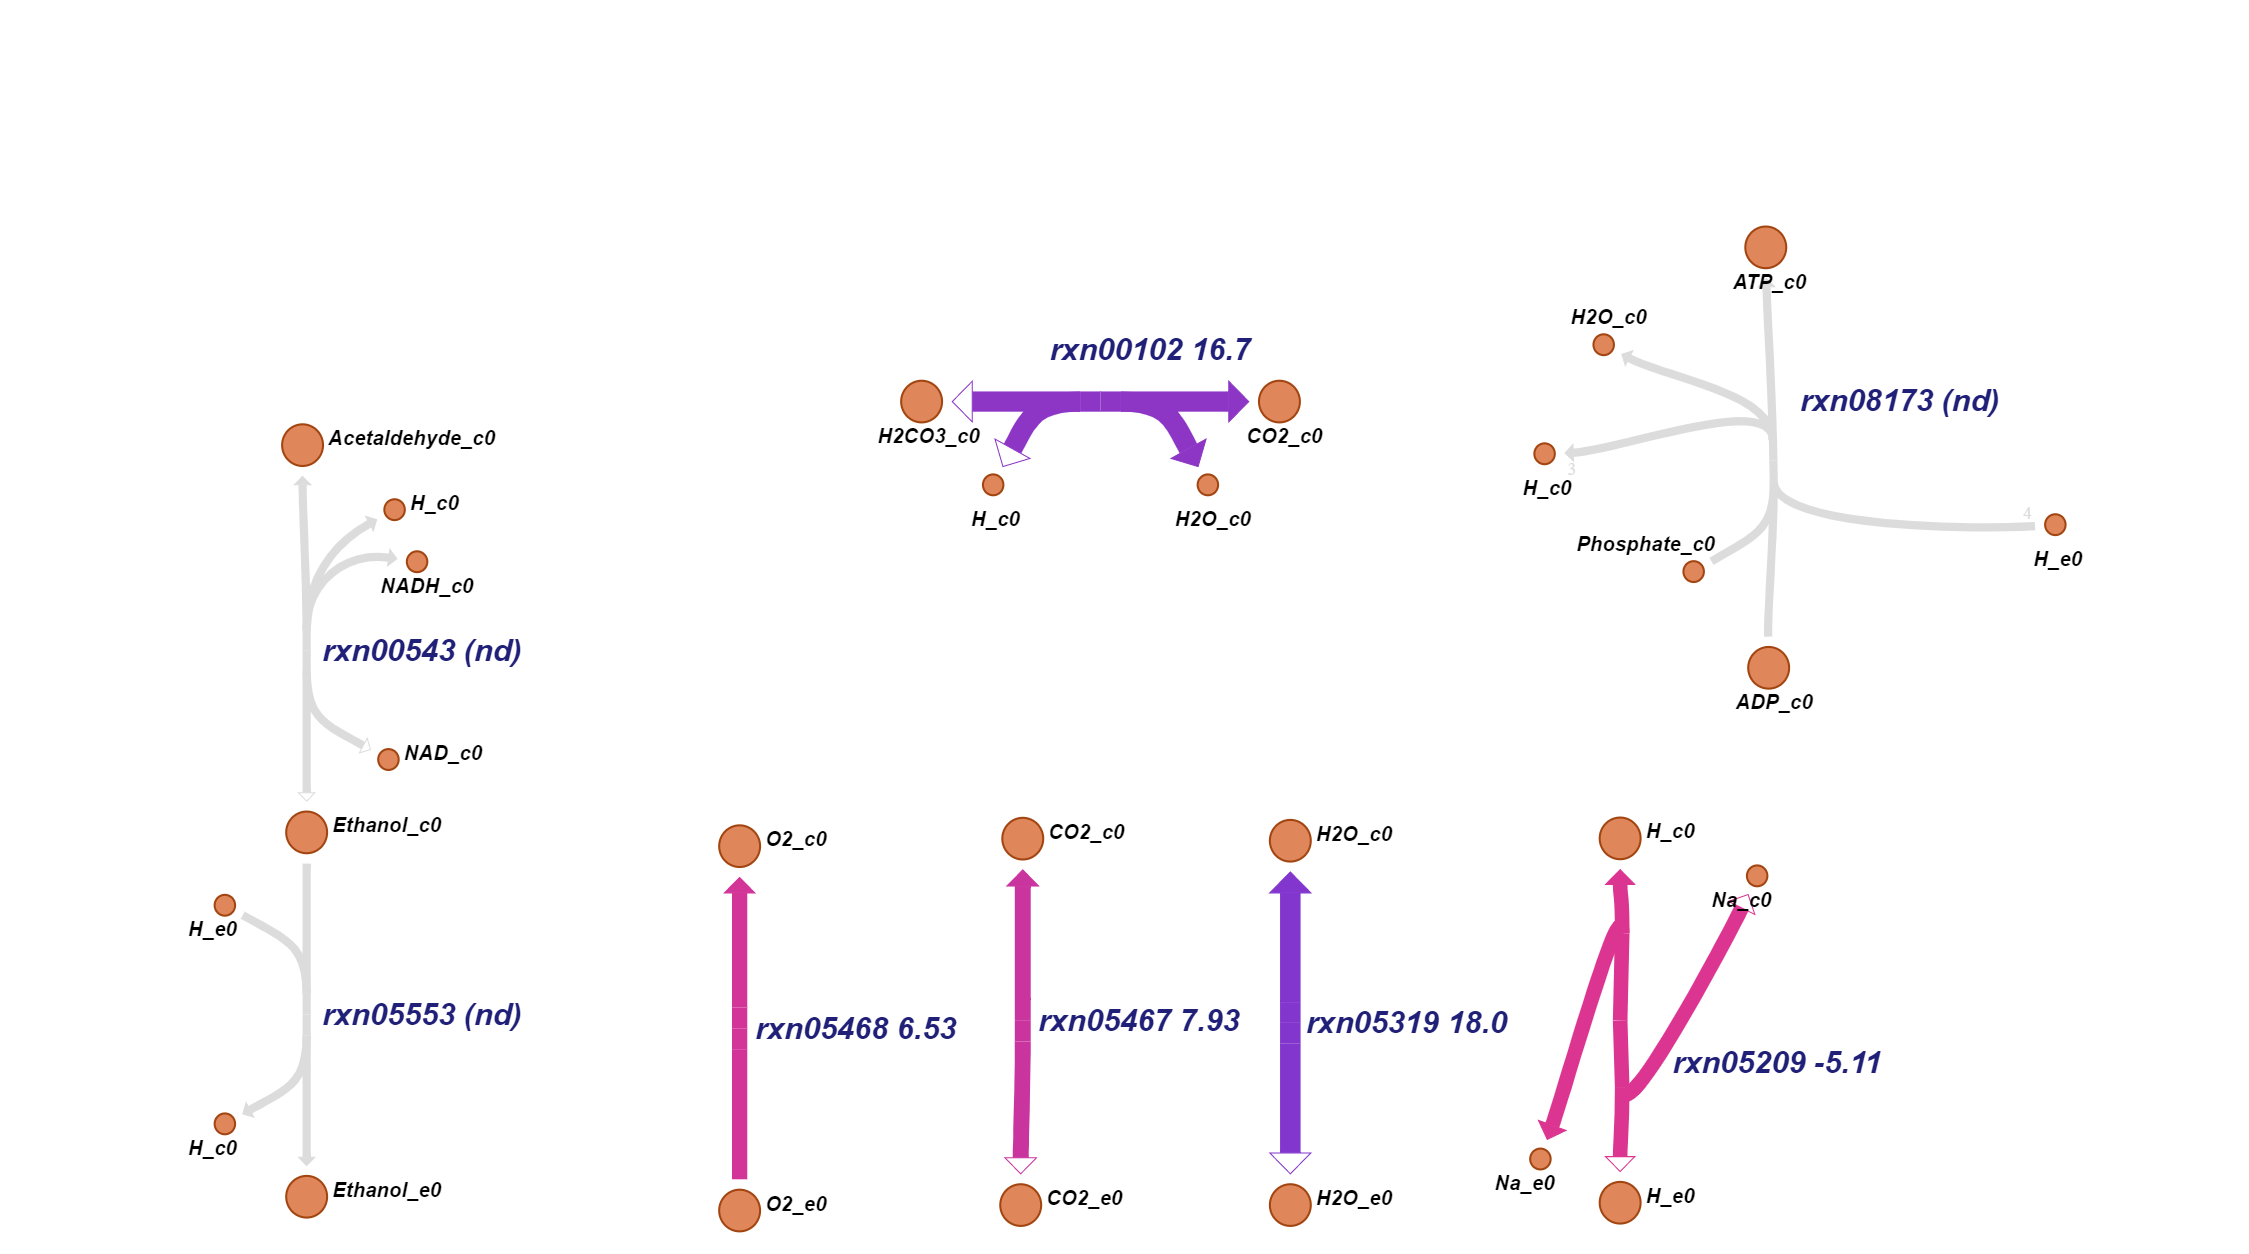 ATP_c0
H2O_c0
rxn00102 16.7
rxn08173 (nd)
H2CO3_c0
CO2_c0
Acetaldehyde_c0
3
H_c0
H_c0
H_c0
H2O_c0
4
Phosphate_c0
H_e0
NADH_c0
rxn00543 (nd)
ADP_c0
NAD_c0
Ethanol_c0
O2_c0
CO2_c0
H2O_c0
H_c0
Na_c0
H_e0
rxn05553 (nd)
rxn05468 6.53
rxn05467 7.93
rxn05319 18.0
rxn05209 -5.11
H_c0
Ethanol_e0
O2_e0
CO2_e0
H2O_e0
Na_e0
H_e0